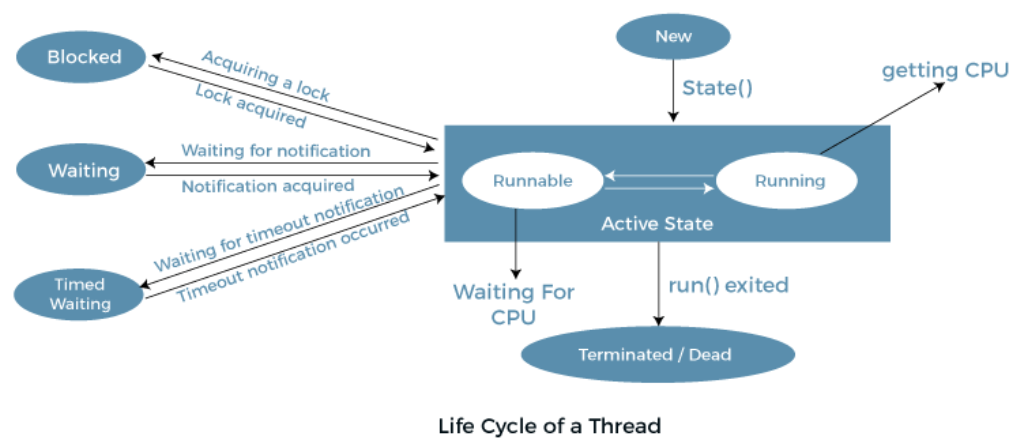 New
Blocked
Acquiring a lock
Lock acquired
State()
getting CPU
Waiting
Waiting for notification
Notification acquired
Runnable
Running
Active State
Waiting for timeout notification
Timeout notification occurred
Timed
Waiting
Waiting For
CPU
run() exited
Terminated / Dead
Life Cycle of a Thread